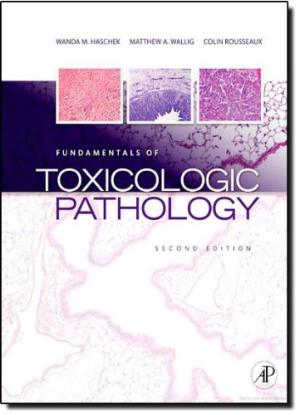 WANDA M. HASCHEK MATTHEW A. WALLIG COLIN ROUSSEAUX
FUNDAMENTALS OF
TOXICOLOGIC
PATHOLOGY
SECOND EDITION
AP